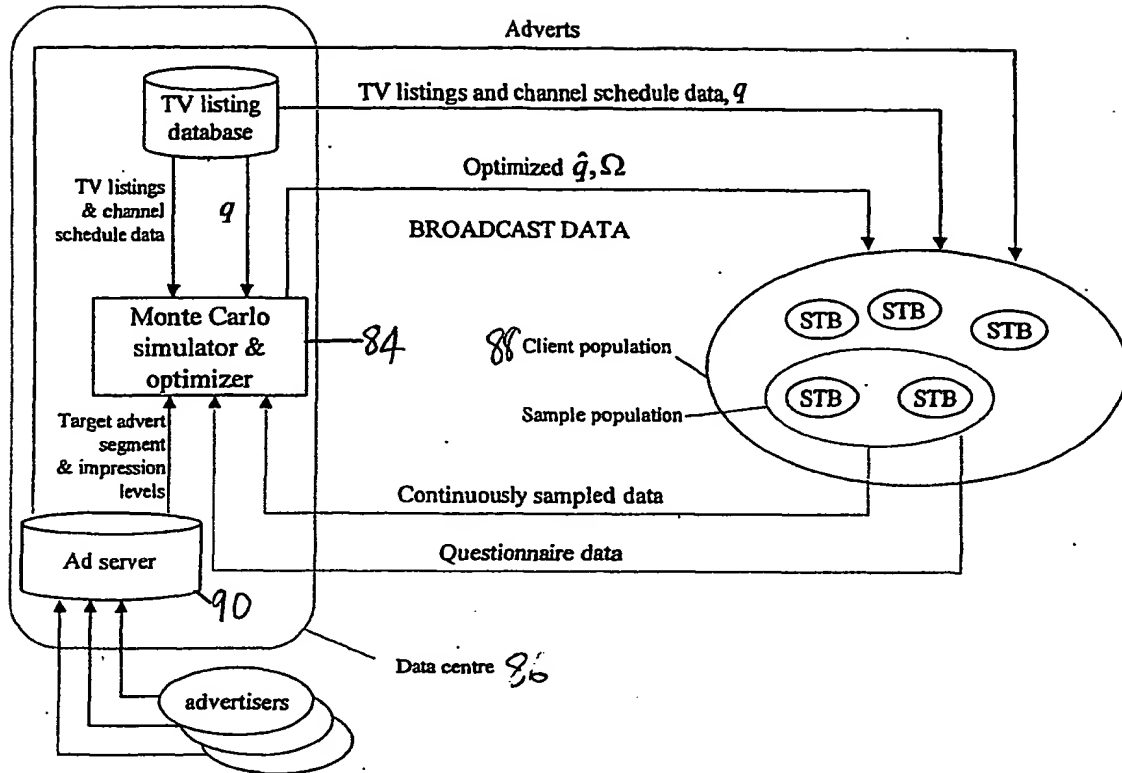 Adverts
TV listing
database
TV listings and channel schedule data, q
TV listings
& channel
schedule data
q
Optimized q̂, Ω
BROADCAST DATA
Monte Carlo
simulator &
optimizer
84
88 Client population
STB
STB
STB
Sample population
STB
STB
Target advert
segment
& impression
levels
Continuously sampled data
Questionnaire data
Ad server
90
Data centre 86
advertisers